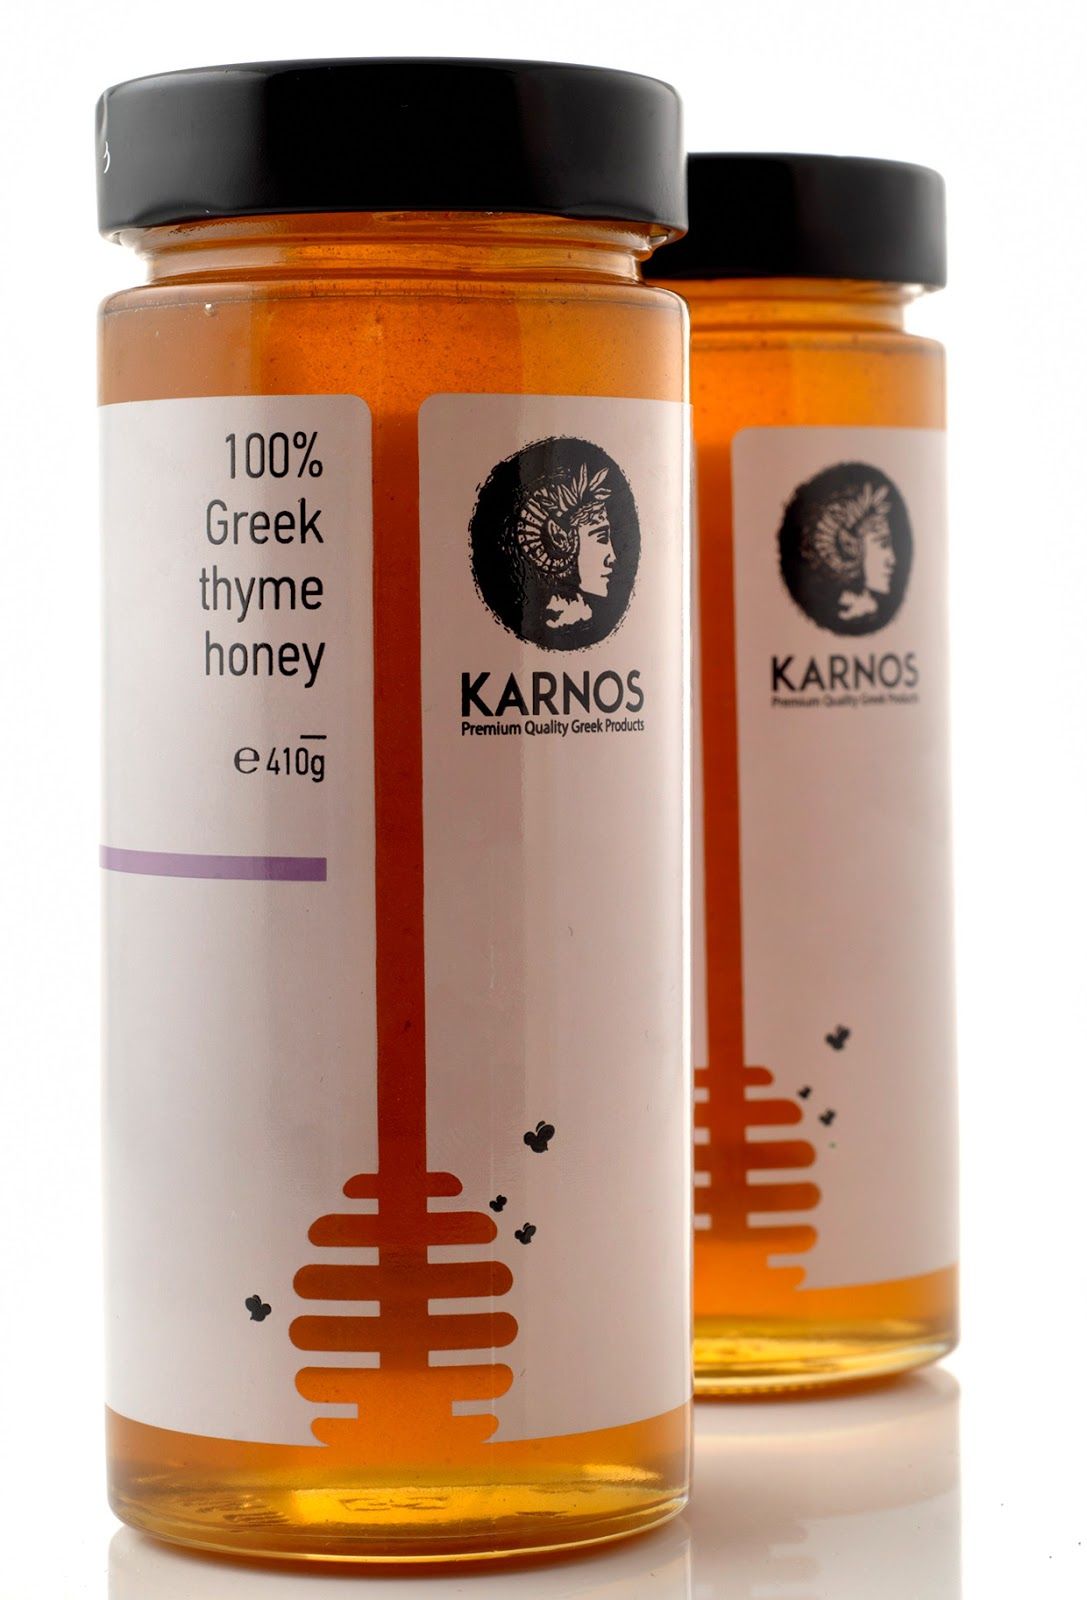 100%
Greek
thyme
honey
℮ 410g
KARNOS
Premium Quality Greek Products
KARNOS
Premium Quality Greek Products